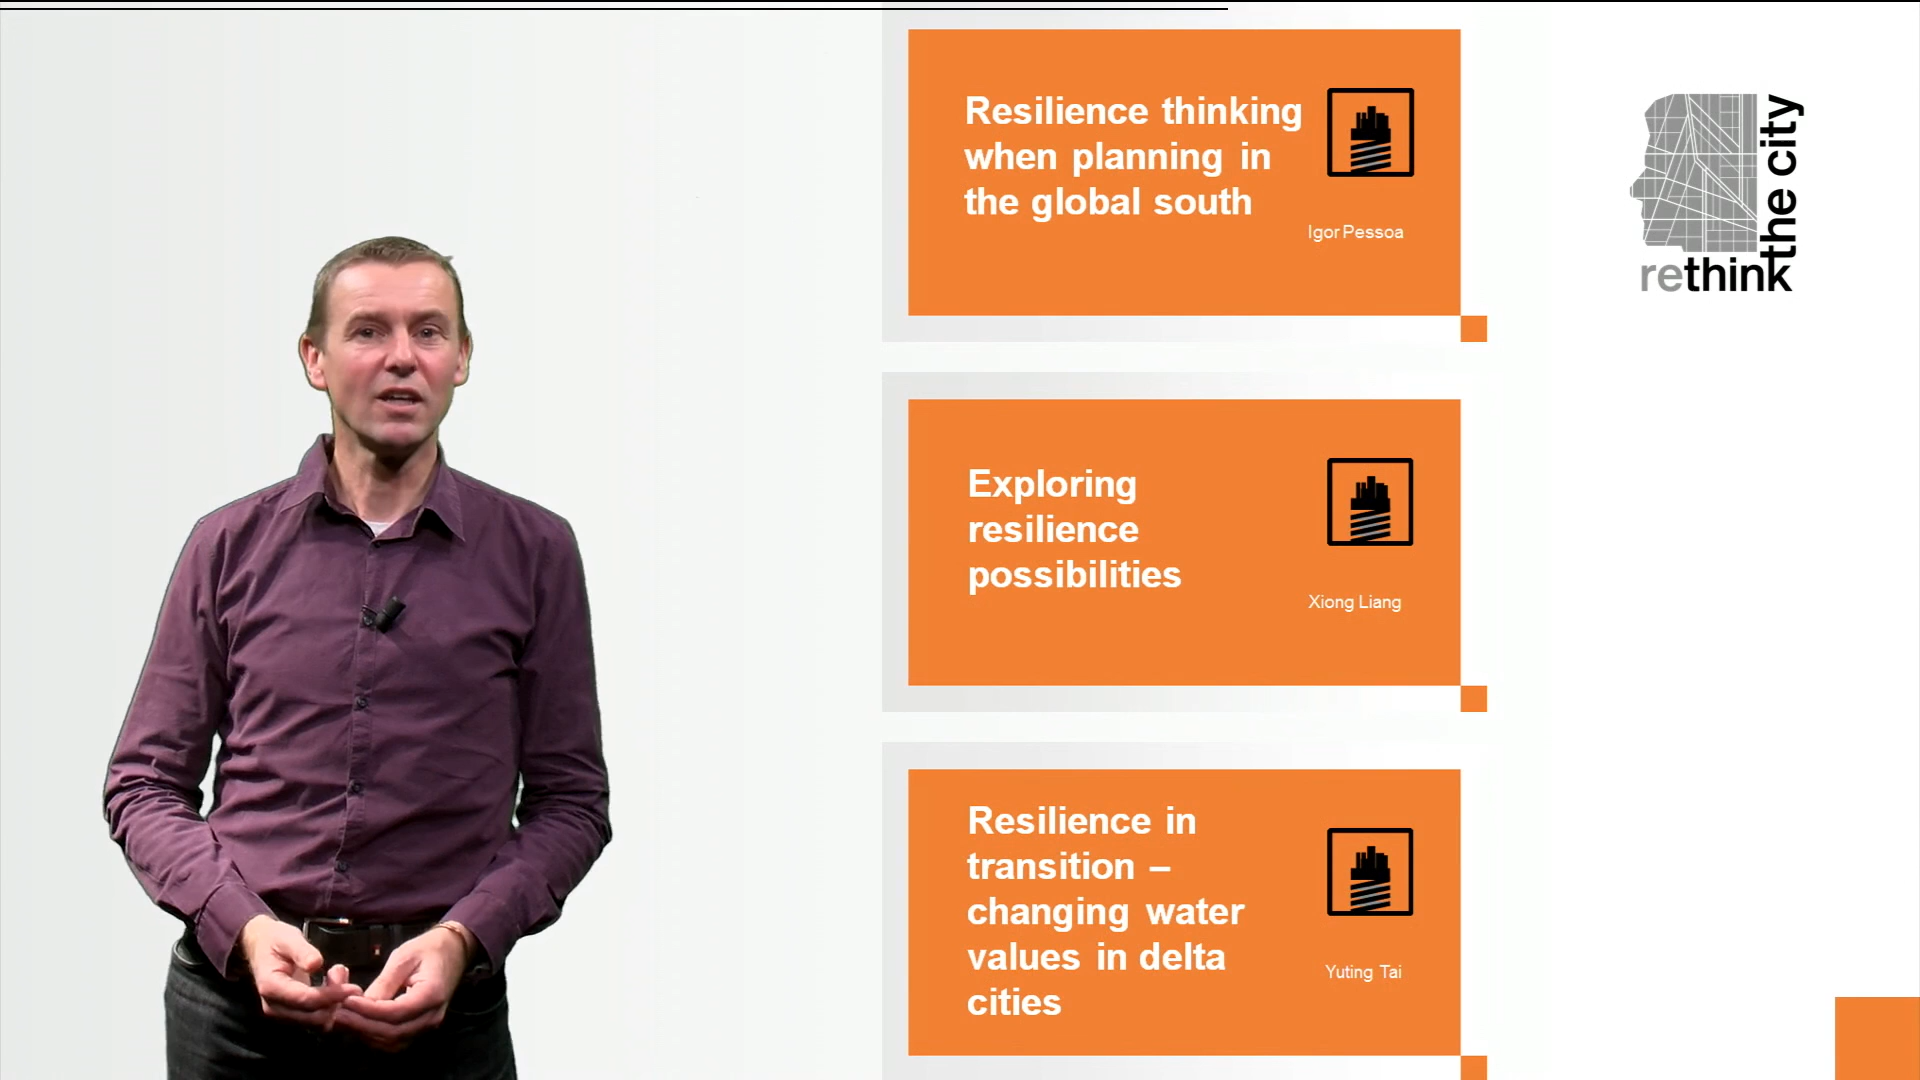 Resilience thinking
when planning in
the global south
Igor Pessoa
Exploring
resilience
possibilities
Xiong Liang
Resilience in
transition –
changing water
values in delta
cities
Yuting Tai
the city
rethink